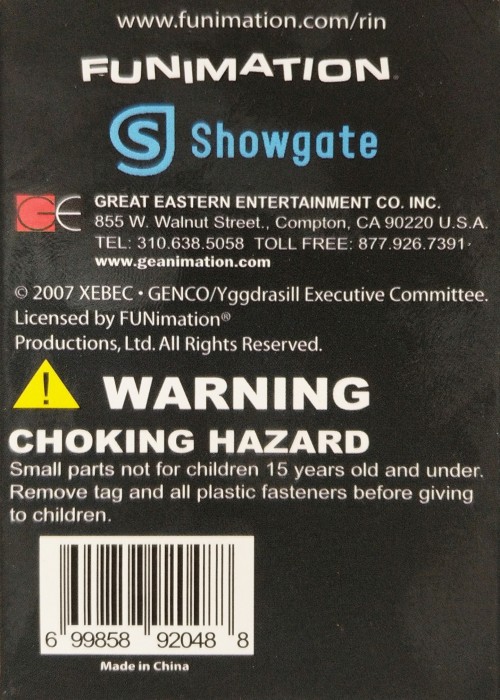 www.funimation.com/rin
FUNIMATION
S Showgate
GE GREAT EASTERN ENTERTAINMENT CO. INC.
855 W. Walnut Street., Compton, CA 90220 U.S.A.
TEL: 310.638.5058 TOLL FREE: 877.926.7391
www.geanimation.com
© 2007 XEBEC • GENCO/Yggdrasill Executive Committee.
Licensed by FUNimation®
Productions, Ltd. All Rights Reserved.
! WARNING
CHOKING HAZARD
Small parts not for children 15 years old and under.
Remove tag and all plastic fasteners before giving
to children.
6 99858 92048 8
Made in China